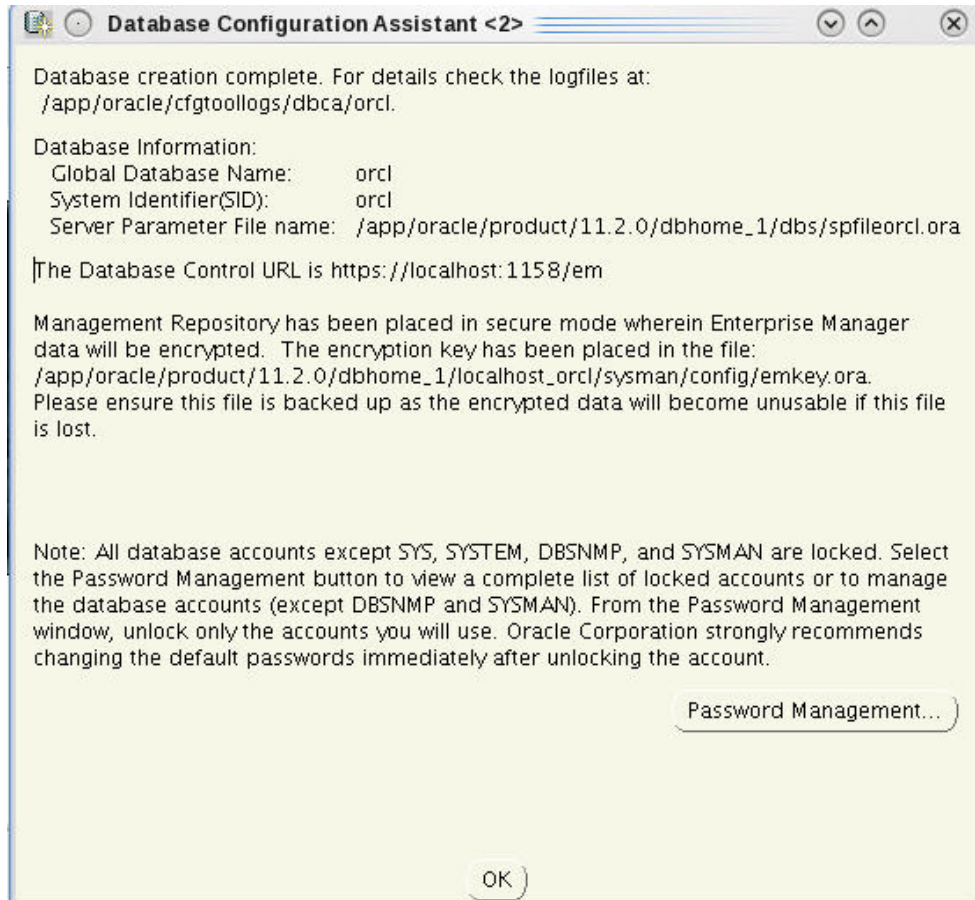 Database Configuration Assistant <2>
Database creation complete. For details check the logfiles at:
/app/oracle/cfgtoollogs/dbca/orcl.
Database Information:
Global Database Name: orcl
System Identifier(SID): orcl
Server Parameter File name: /app/oracle/product/11.2.0/dbhome_1/dbs/spfileorcl.ora
The Database Control URL is https://localhost:1158/em
Management Repository has been placed in secure mode wherein Enterprise Manager
data will be encrypted. The encryption key has been placed in the file:
/app/oracle/product/11.2.0/dbhome_1/localhost_orcl/sysman/config/emkey.ora.
Please ensure this file is backed up as the encrypted data will become unusable if this file
is lost.
Note: All database accounts except SYS, SYSTEM, DBSNMP, and SYSMAN are locked. Select
the Password Management button to view a complete list of locked accounts or to manage
the database accounts (except DBSNMP and SYSMAN). From the Password Management
window, unlock only the accounts you will use. Oracle Corporation strongly recommends
changing the default passwords immediately after unlocking the account.
Password Management...
OK